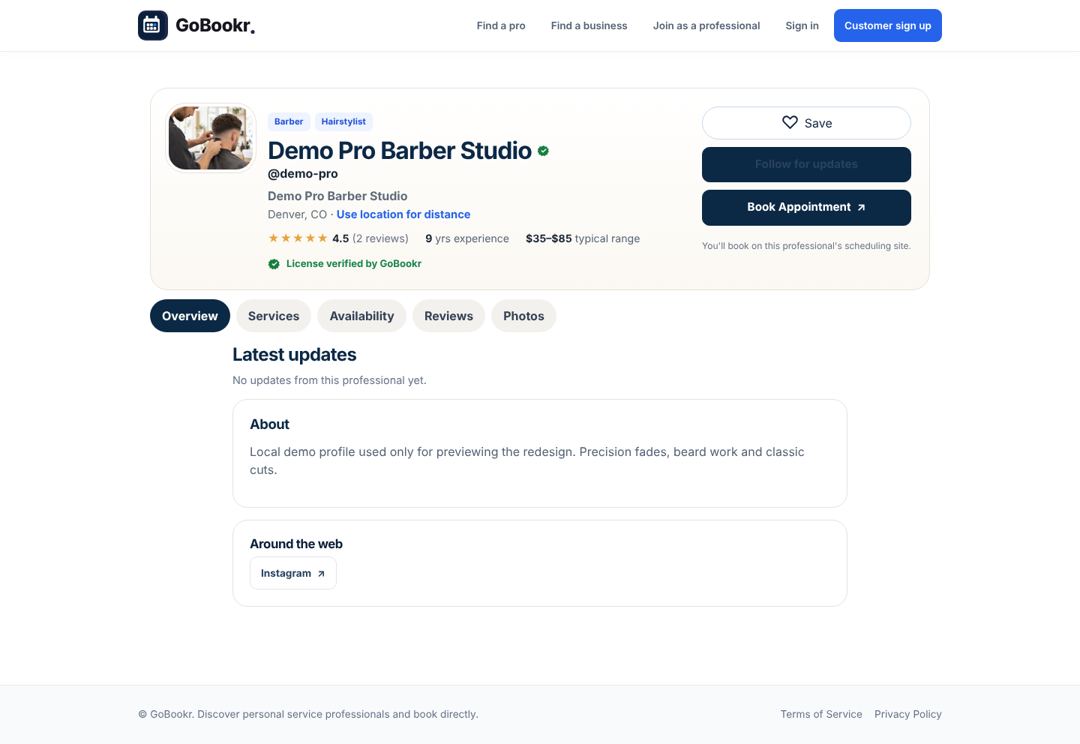 GoBookr.
Find a pro
Find a business
Join as a professional
Sign in
Customer sign up
Barber
Hairstylist
Demo Pro Barber Studio
@demo-pro
Demo Pro Barber Studio
Denver, CO · Use location for distance
★★★★★ 4.5 (2 reviews)
9 yrs experience
$35–$85 typical range
License verified by GoBookr
Save
Follow for updates
Book Appointment ↗
You'll book on this professional's scheduling site.
Overview
Services
Availability
Reviews
Photos
Latest updates
No updates from this professional yet.
About
Local demo profile used only for previewing the redesign. Precision fades, beard work and classic
cuts.
Around the web
Instagram ↗
© GoBookr. Discover personal service professionals and book directly.
Terms of Service
Privacy Policy